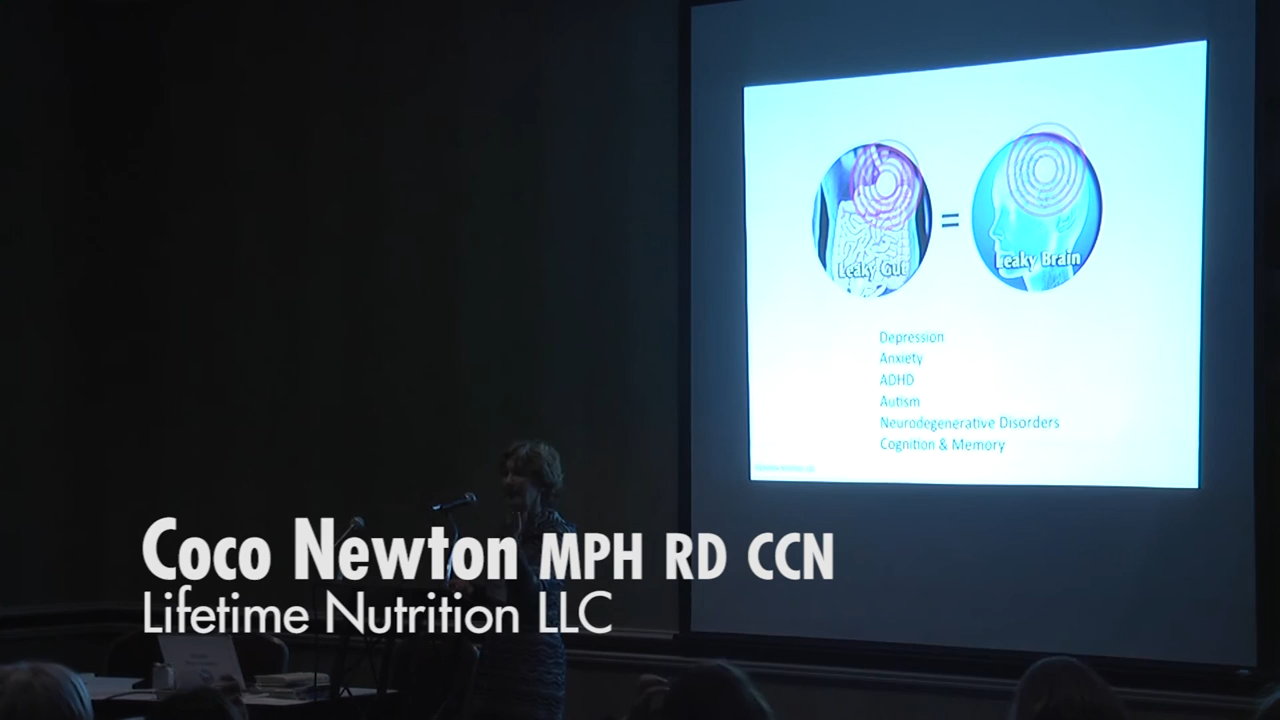 Leaky Gut
=
Leaky Brain
Depression
Anxiety
ADHD
Autism
Neurodegenerative Disorders
Cognition & Memory
Coco Newton MPH RD CCN
Lifetime Nutrition LLC